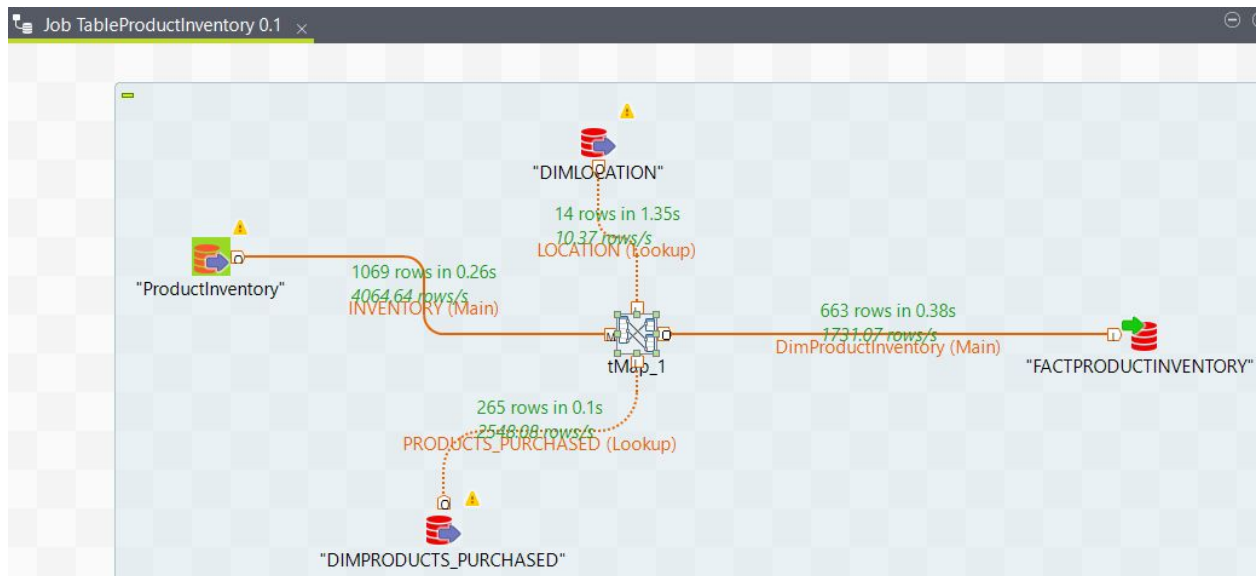 Job TableProductInventory 0.1
"DIMLOCATION"
14 rows in 1.35s
10.37 rows/s
LOCATION (Lookup)
"ProductInventory"
1069 rows in 0.26s
4064.64 rows/s
INVENTORY (Main)
663 rows in 0.38s
1731.07 rows/s
DimProductInventory (Main)
tMap_1
"FACTPRODUCTINVENTORY"
265 rows in 0.1s
2548.08 rows/s
PRODUCTS_PURCHASED (Lookup)
"DIMPRODUCTS_PURCHASED"